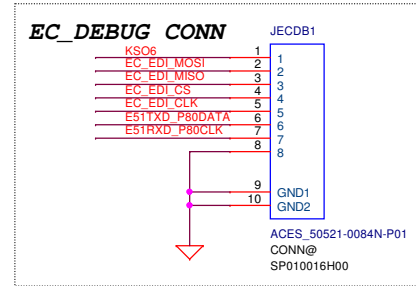 EC_DEBUG CONN
JECDB1
KSO6 1 1
EC_EDI_MOSI 2 2
EC_EDI_MISO 3 3
EC_EDI_CS 4 4
EC_EDI_CLK 5 5
E51TXD_P80DATA 6 6
E51RXD_P80CLK 7 7
8 8
9 GND1
10 GND2
ACES_50521-0084N-P01
CONN@
SP010016H00